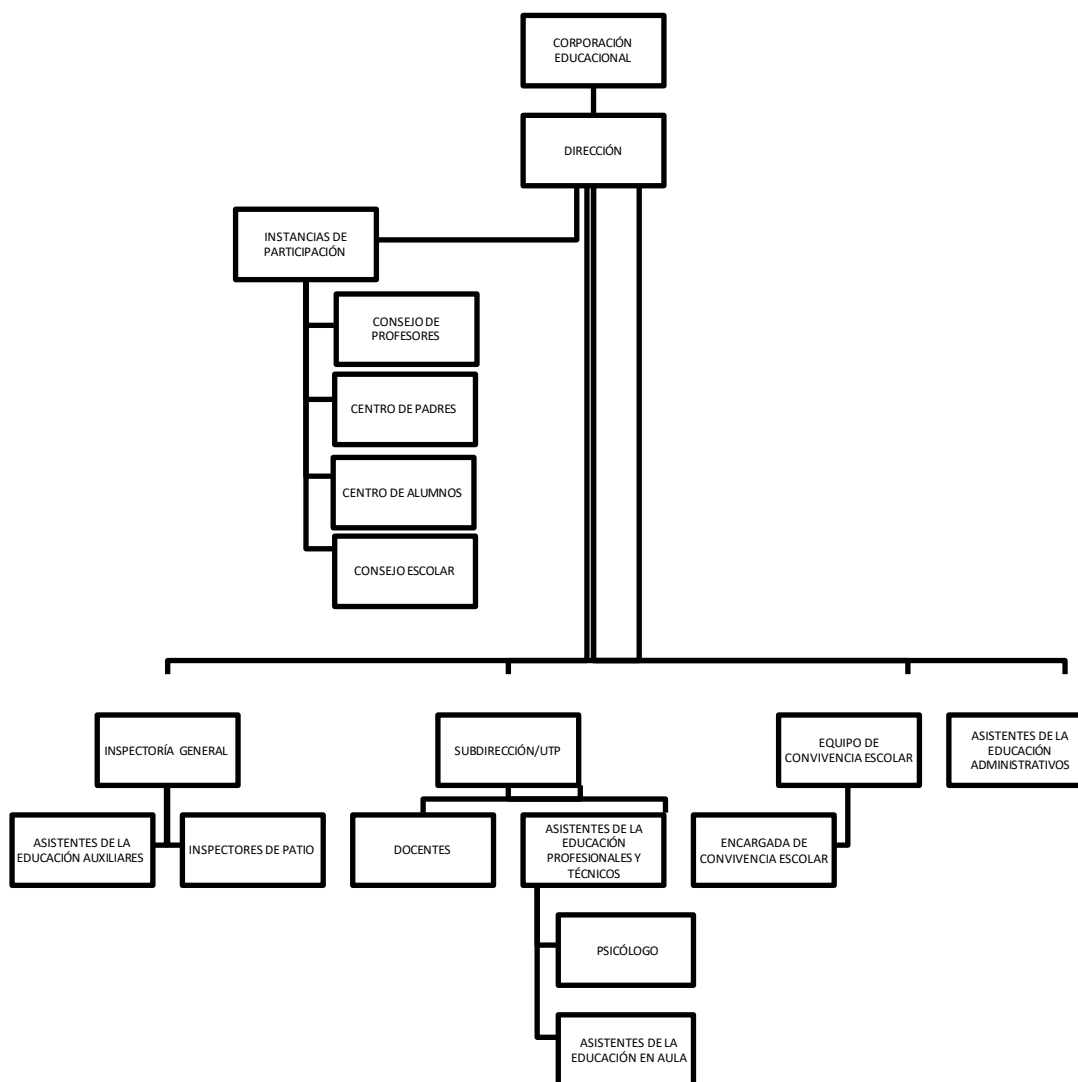 CORPORACIÓN
EDUCACIONAL
DIRECCIÓN
INSTANCIAS DE
PARTICIPACIÓN
CONSEJO DE
PROFESORES
CENTRO DE PADRES
CENTRO DE ALUMNOS
CONSEJO ESCOLAR
INSPECTORÍA GENERAL
SUBDIRECCIÓN/UTP
EQUIPO DE
CONVIVENCIA ESCOLAR
ASISTENTES DE LA
EDUCACIÓN
ADMINISTRATIVOS
ASISTENTES DE LA
EDUCACIÓN AUXILIARES
INSPECTORES DE PATIO
DOCENTES
ASISTENTES DE LA
EDUCACIÓN
PROFESIONALES Y
TÉCNICOS
ENCARGADA DE
CONVIVENCIA ESCOLAR
PSICÓLOGO
ASISTENTES DE LA
EDUCACIÓN EN AULA